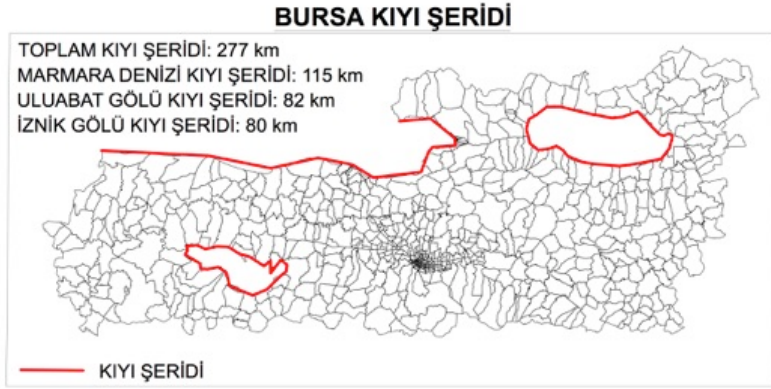 BURSA KIYI ŞERİDİ
TOPLAM KIYI ŞERİDİ: 277 km
MARMARA DENİZİ KIYI ŞERİDİ: 115 km
ULUABAT GÖLÜ KIYI ŞERİDİ: 82 km
İZNİK GÖLÜ KIYI ŞERİDİ: 80 km
KIYI ŞERİDİ